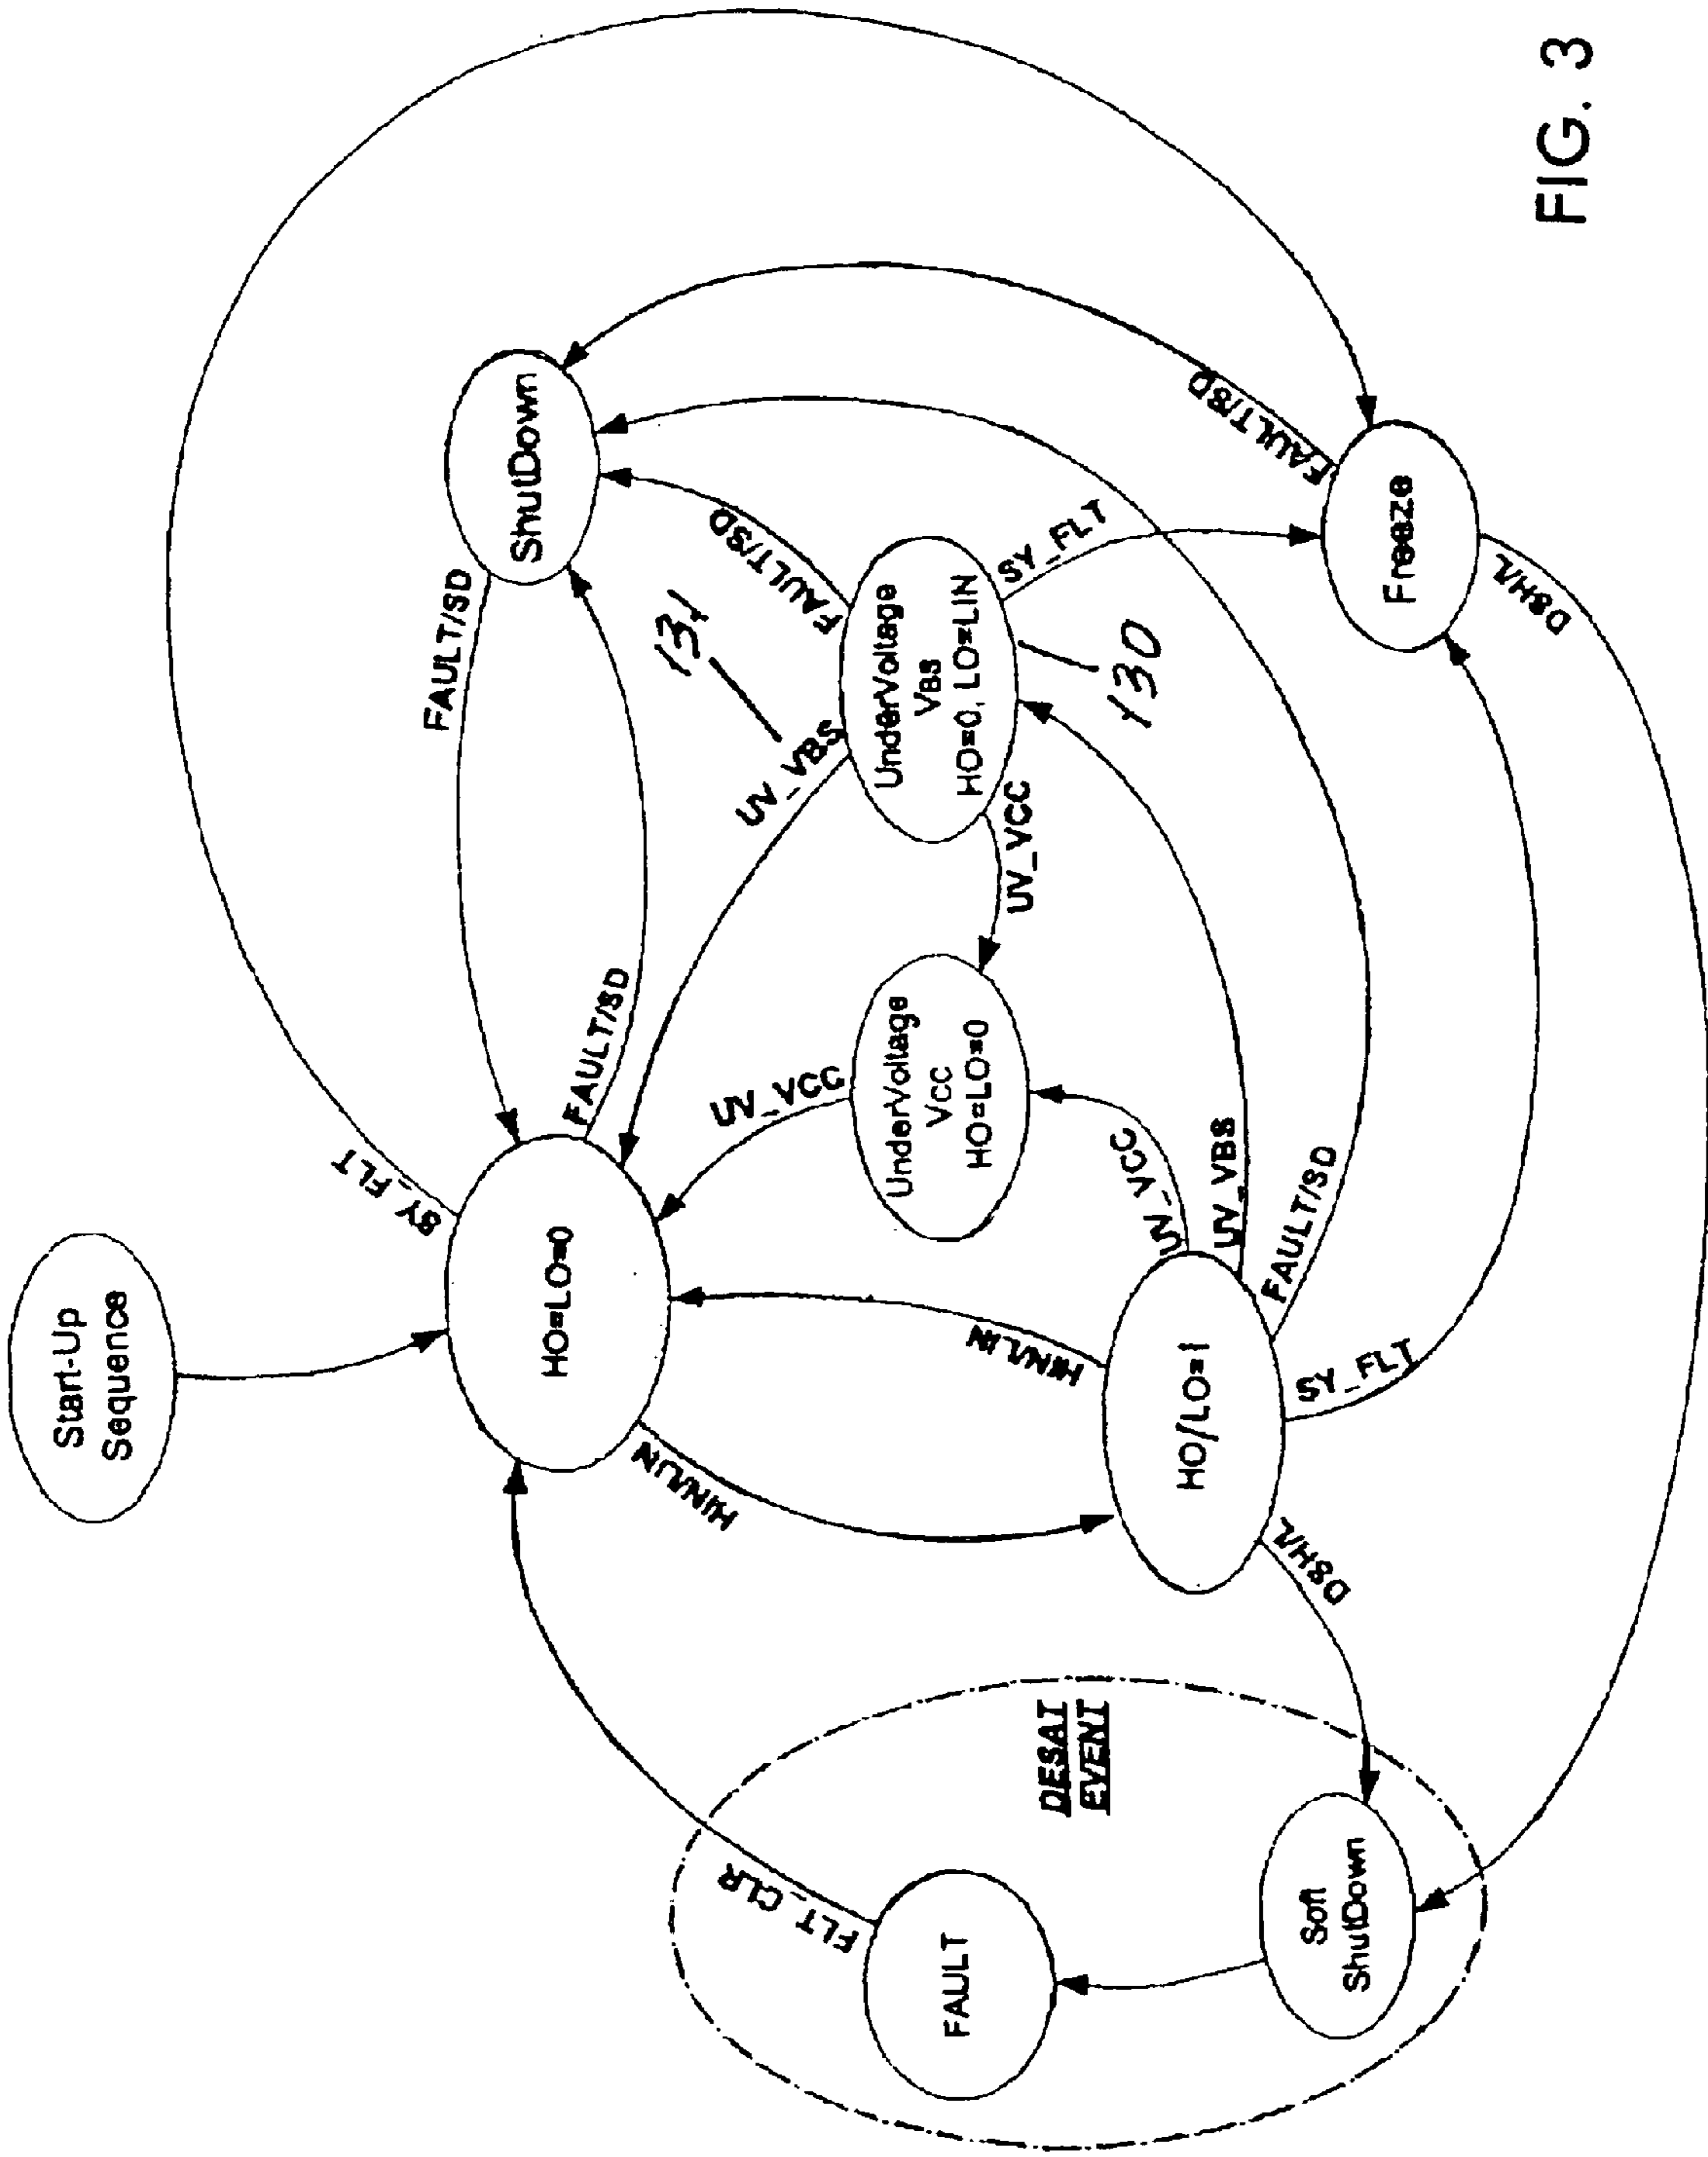 Start-Up
Sequence
SY_FLT
FAULT/SD
ShutDown
HO=LO=0
FAULT/SD
HIN/LIN
HIN/LIN
UV_VCC
UV_VBS
131
FAULT/SD
UnderVoltage
VBS
HO=0, LO=LIN
130
SY_FLT
UV_VCC
UnderVoltage
VCC
HO=LO=0
FLT_CLR
FAULT
DESAT
EVENT
HO/LO=1
UV_VCC
UV_VBS
FAULT/SD
SY_FLT
DSH/L
Soft
ShutDown
Freeze
FAULT/SD
DSH/L
FIG. 3